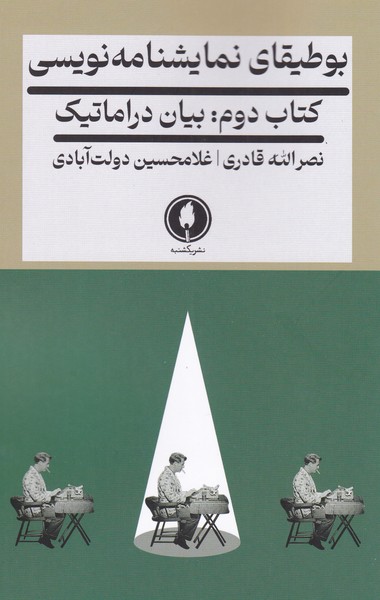 بوطیقای نمایشنامه‌نویسی
کتاب دوم: بیان دراماتیک
نصرالله قادری | غلامحسین دولت‌آبادی
نشر یکشنبه